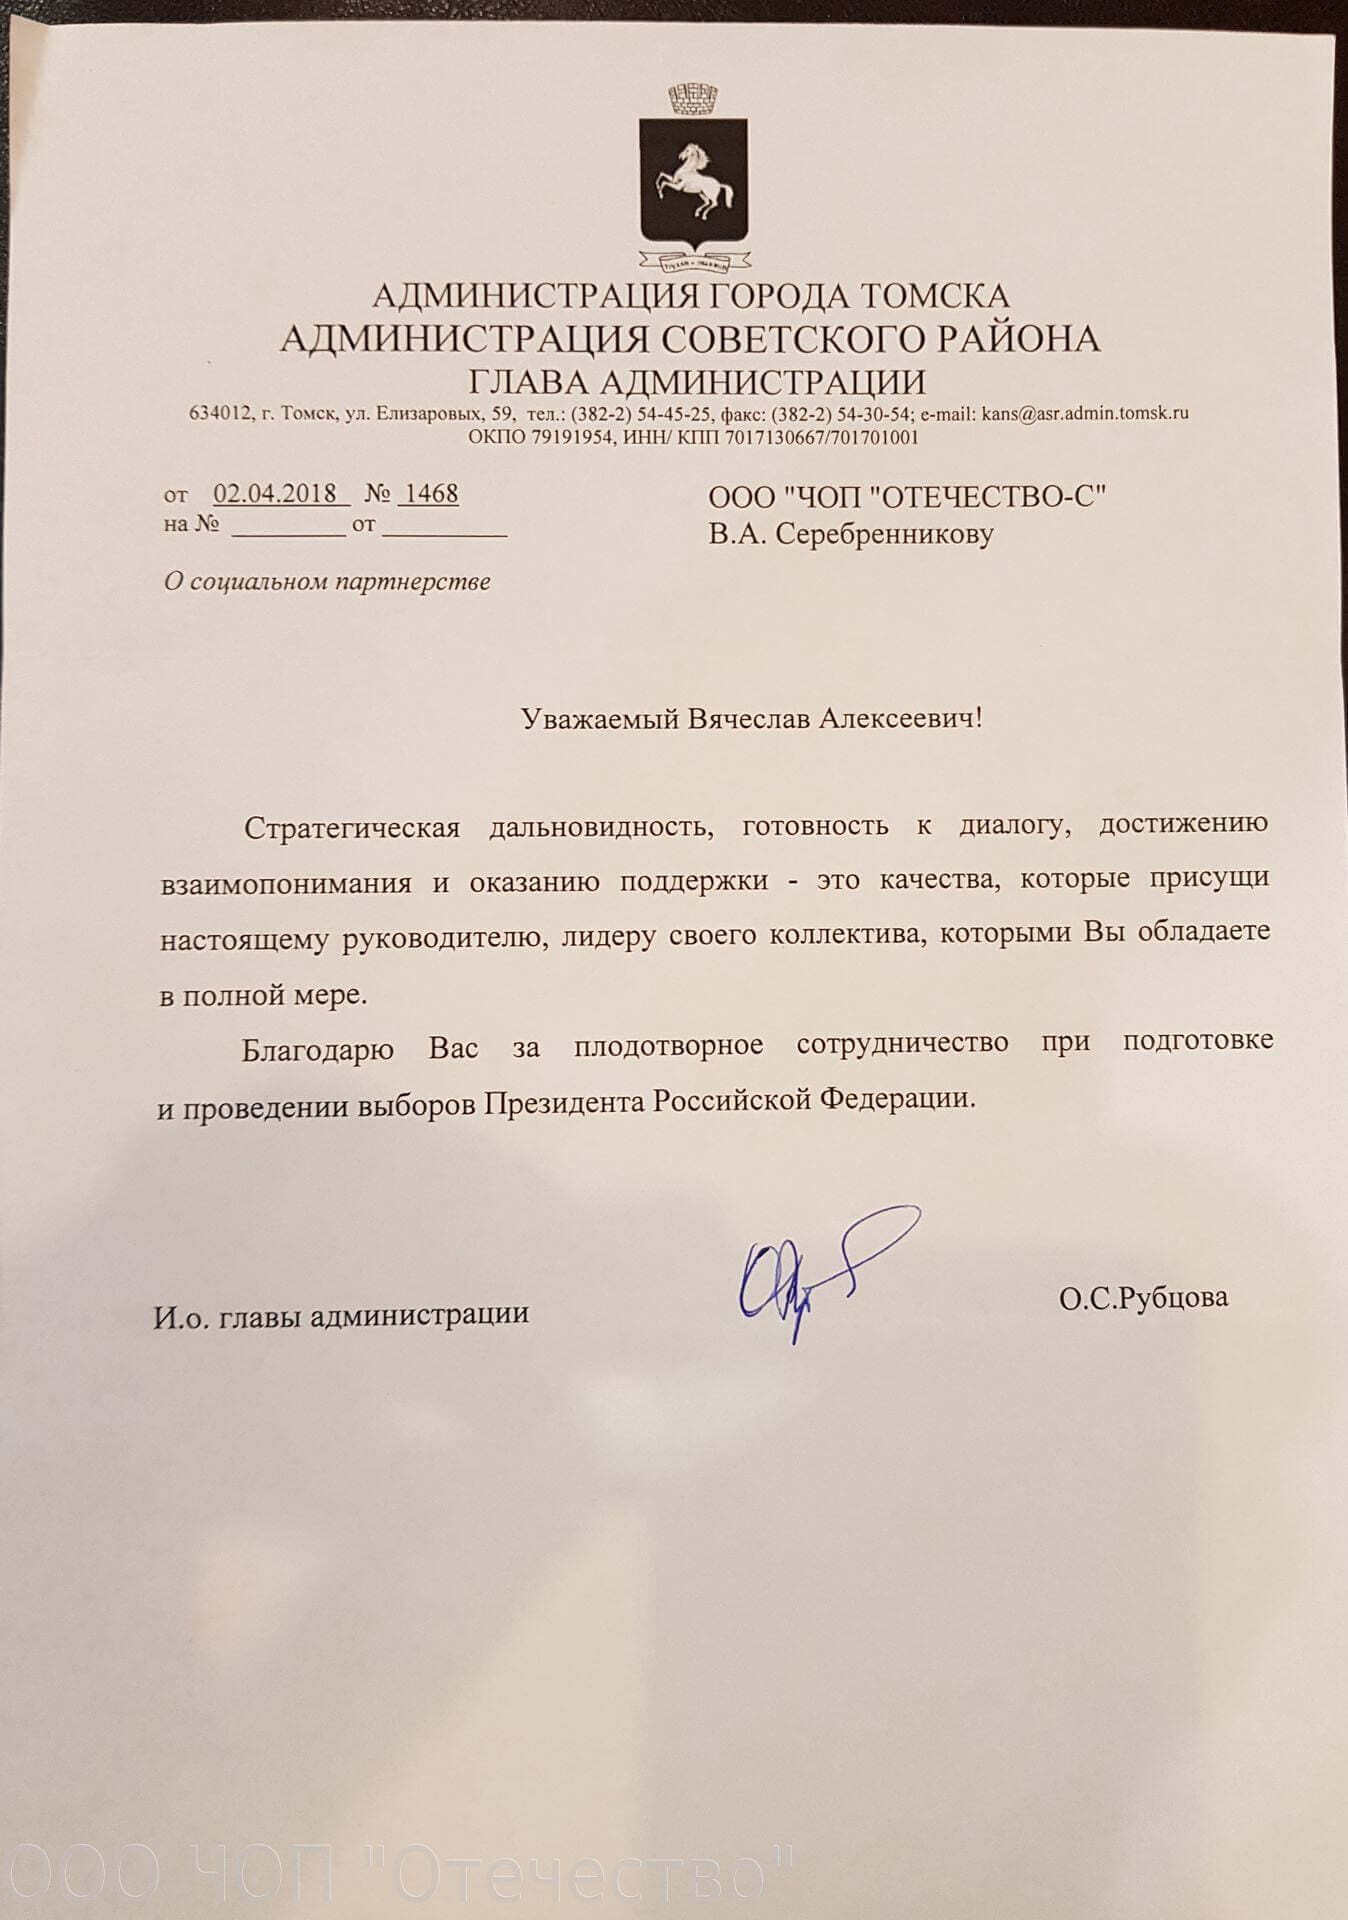 АДМИНИСТРАЦИЯ ГОРОДА ТОМСКА
АДМИНИСТРАЦИЯ СОВЕТСКОГО РАЙОНА
ГЛАВА АДМИНИСТРАЦИИ
634012, г. Томск, ул. Елизаровых, 59, тел.: (382-2) 54-45-25, факс: (382-2) 54-30-54; e-mail: kans@asr.admin.tomsk.ru
ОКПО 79191954, ИНН/ КПП 7017130667/701701001
от 02.04.2018 № 1468
на № ________ от ________
О социальном партнерстве
ООО "ЧОП "ОТЕЧЕСТВО-С"
В.А. Серебренникову
Уважаемый Вячеслав Алексеевич!
Стратегическая дальновидность, готовность к диалогу, достижению
взаимопонимания и оказанию поддержки - это качества, которые присущи
настоящему руководителю, лидеру своего коллектива, которыми Вы обладаете
в полной мере.
Благодарю Вас за плодотворное сотрудничество при подготовке
и проведении выборов Президента Российской Федерации.
И.о. главы администрации
О.С.Рубцова
ООО ЧОП "Отечество"